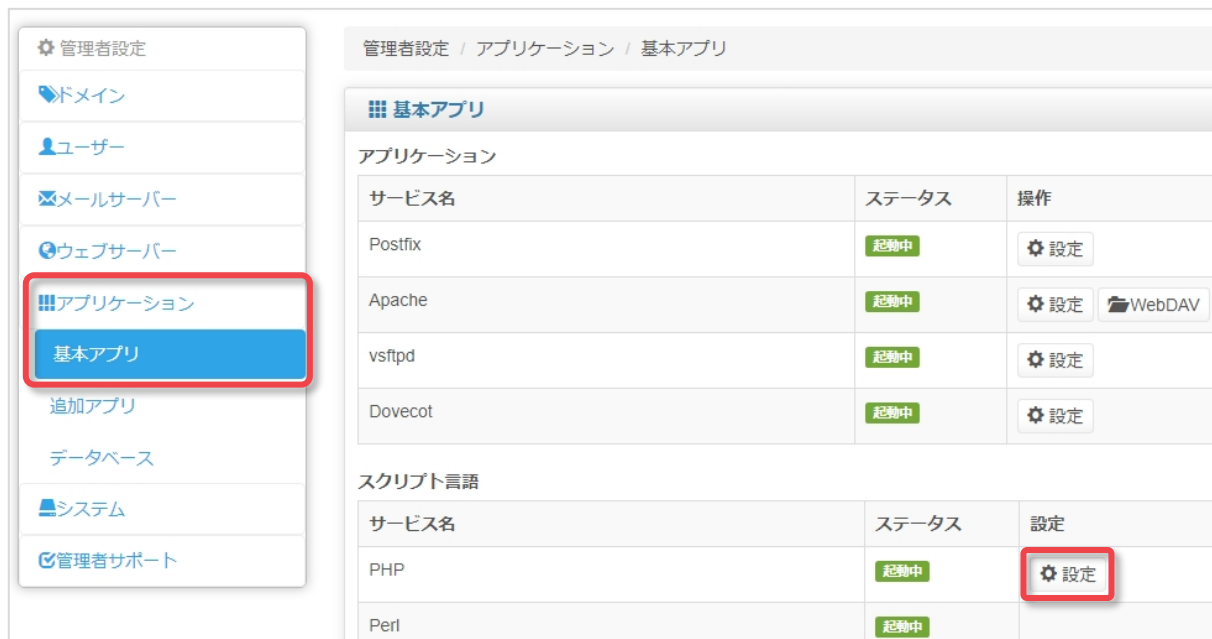 管理者設定
ドメイン
ユーザー
メールサーバー
ウェブサーバー
アプリケーション
基本アプリ
追加アプリ
データベース
システム
管理者サポート
管理者設定 / アプリケーション / 基本アプリ
基本アプリ
アプリケーション
サービス名 ステータス 操作
Postfix 起動中 設定
Apache 起動中 設定 WebDAV
vsftpd 起動中 設定
Dovecot 起動中 設定
スクリプト言語
サービス名 ステータス 設定
PHP 起動中 設定
Perl 起動中